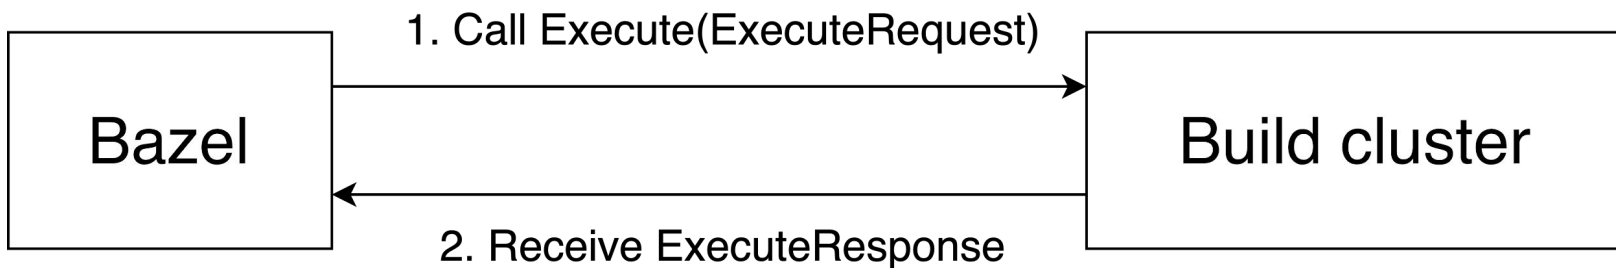 1. Call Execute(ExecuteRequest)
Bazel
Build cluster
2. Receive ExecuteResponse